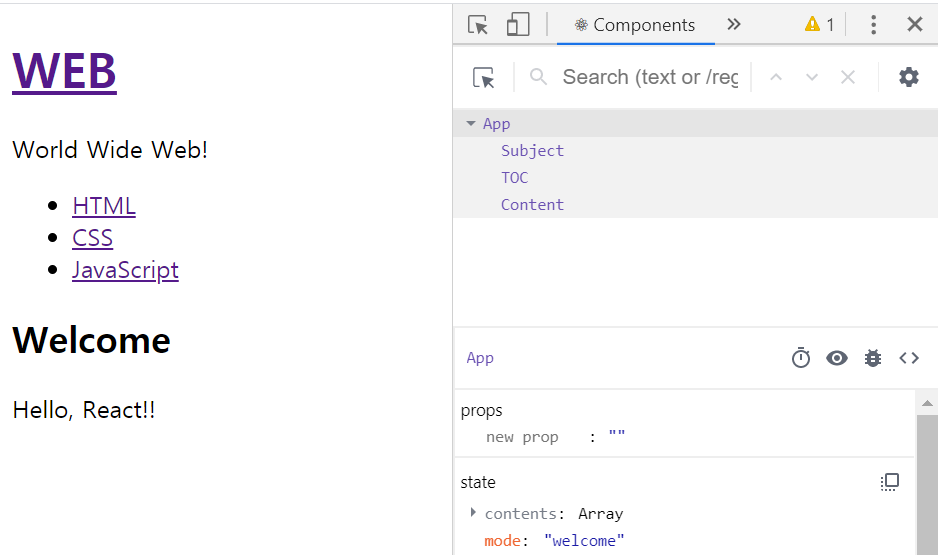 WEB
World Wide Web!
HTML
CSS
JavaScript
Welcome
Hello, React!!
Components
1
Search (text or /reg
App
Subject
TOC
Content
App
props
new prop : ""
state
contents: Array
mode: "welcome"